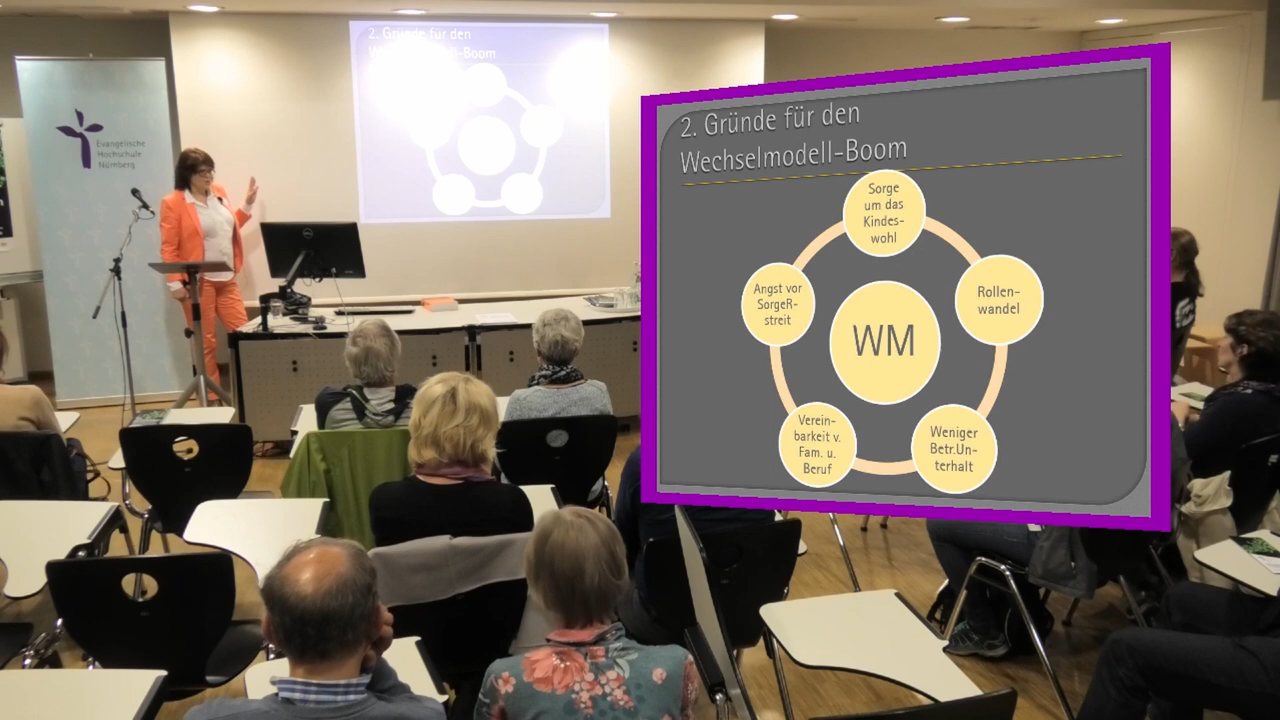 Evangelische
Hochschule
Nürnberg
2. Gründe für den
2. Gründe für den
Wechselmodell-Boom
Sorge
um das
Kindes-
wohl
Angst vor
SorgeR-
streit
Rollen-
wandel
WM
Verein-
barkeit v.
Fam. u.
Beruf
Weniger
Betr.Un-
terhalt